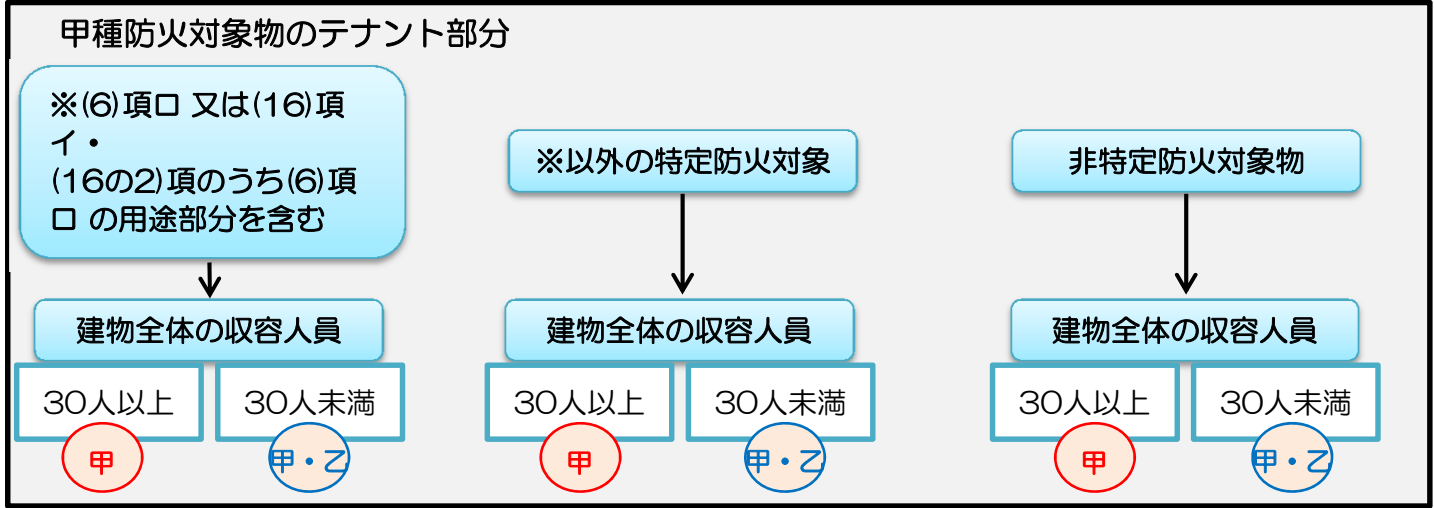 甲種防火対象物のテナント部分
※(6)項ロ 又は(16)項
イ・
(16の2)項のうち(6)項
ロ の用途部分を含む
※以外の特定防火対象
非特定防火対象物
建物全体の収容人員
建物全体の収容人員
建物全体の収容人員
30人以上
30人未満
30人以上
30人未満
30人以上
30人未満
甲
甲・乙
甲
甲・乙
甲
甲・乙